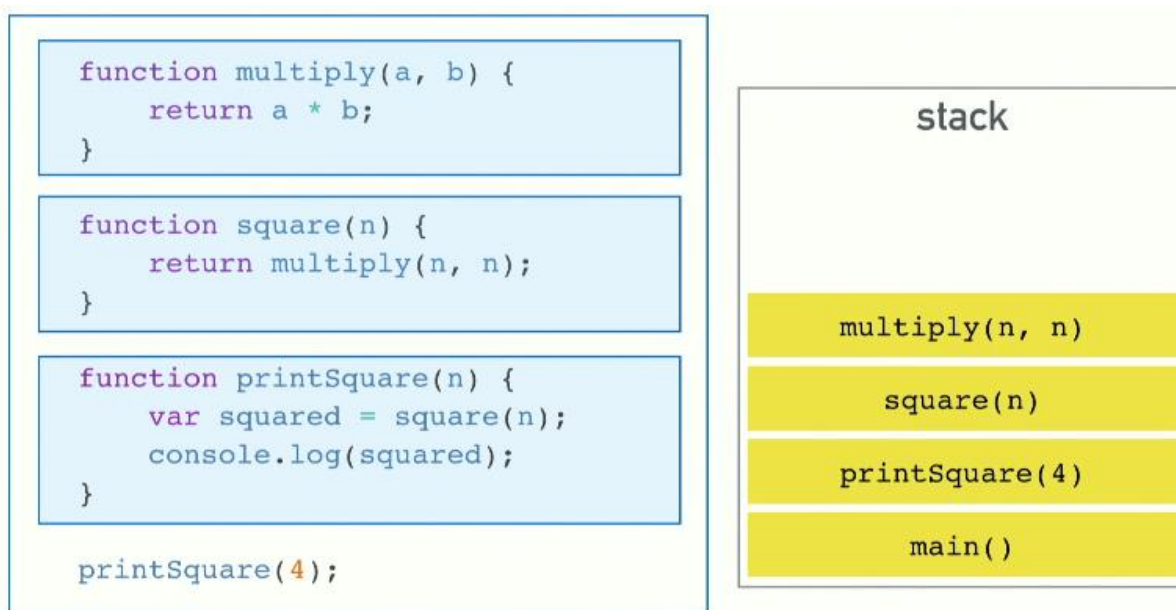 function multiply(a, b) {
    return a * b;
}
function square(n) {
    return multiply(n, n);
}
function printSquare(n) {
    var squared = square(n);
    console.log(squared);
}
printSquare(4);
stack
multiply(n, n)
square(n)
printSquare(4)
main()